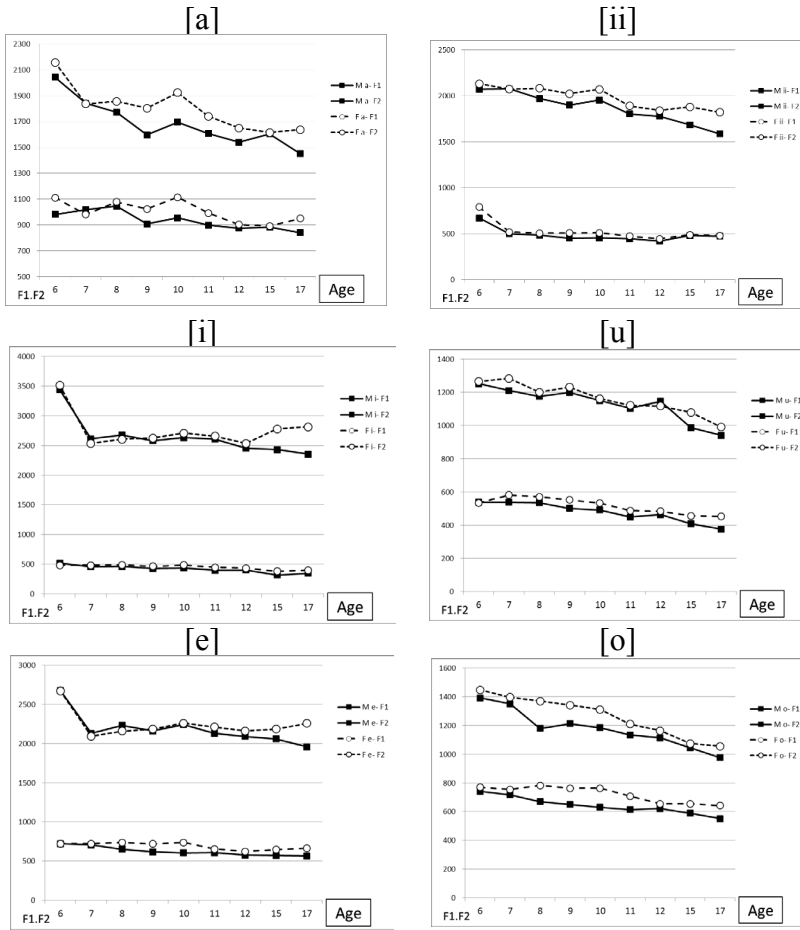 [a]
2300
2100
1900
1700
1500
1300
1100
900
700
500
F1.F2
6 7 8 9 10 11 12 15 17
Age
M a- F1
M a- F2
F a- F1
F a- F2
[ii]
2500
2000
1500
1000
500
0
F1.F2
6 7 8 9 10 11 12 15 17
Age
M ii- F1
M ii- F2
F ii- F1
F ii- F2
[i]
4000
3500
3000
2500
2000
1500
1000
500
0
F1.F2
6 7 8 9 10 11 12 15 17
Age
M i- F1
M i- F2
F i- F1
F i- F2
[u]
1400
1200
1000
800
600
400
200
0
F1.F2
6 7 8 9 10 11 12 15 17
Age
M u- F1
M u- F2
F u- F1
F u- F2
[e]
3000
2500
2000
1500
1000
500
0
F1.F2
6 7 8 9 10 11 12 15 17
Age
M e- F1
M e- F2
F e- F1
F e- F2
[o]
1600
1400
1200
1000
800
600
400
200
0
F1.F2
6 7 8 9 10 11 12 15 17
Age
M o- F1
M o- F2
F o- F1
F o- F2